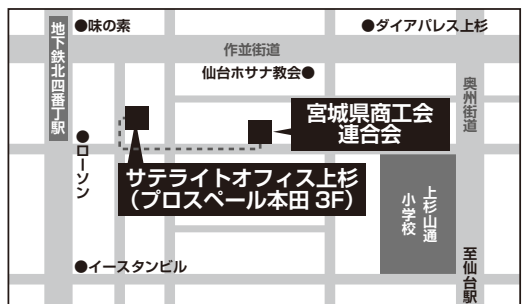 ●味の素
●ダイアパレス上杉
地下鉄北四番丁駅
作並街道
仙台ホサナ教会●
奥州街道
宮城県商工会
連合会
●ローソン
サテライトオフィス上杉
（プロスペール本田 3F）
上杉山通
小学校
●イースタンビル
至仙台駅